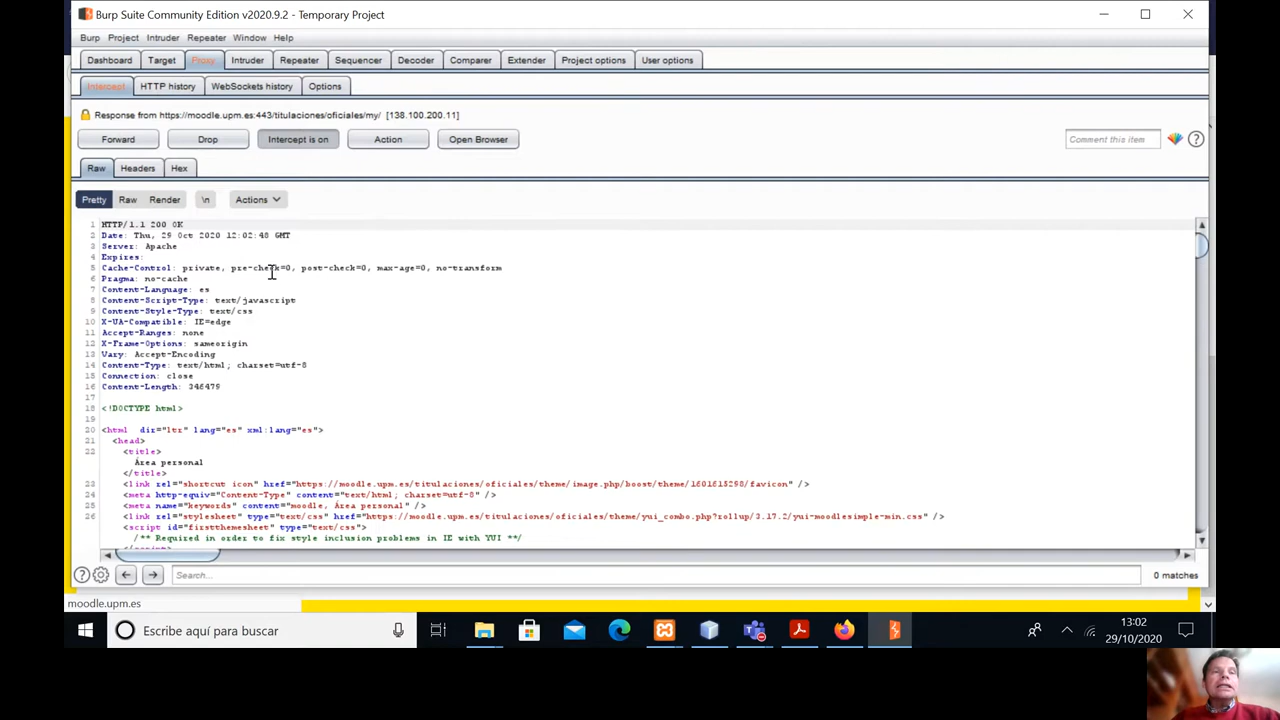 Burp Suite Community Edition v2020.9.2 - Temporary Project
Burp Project Intruder Repeater Window Help
Dashboard Target Proxy Intruder Repeater Sequencer Decoder Comparer Extender Project options User options
Intercept HTTP history WebSockets history Options
Response from https://moodle.upm.es:443/titulaciones/oficiales/my/ [138.100.200.11]
Forward Drop Intercept is on Action Open Browser Comment this item ?
Raw Headers Hex
Pretty Raw Render \n Actions
1 HTTP/1.1 200 OK
2 Date: Thu, 29 Oct 2020 12:02:48 GMT
3 Server: Apache
4 Expires:
5 Cache-Control: private, pre-check=0, post-check=0, max-age=0, no-transform
6 Pragma: no-cache
7 Content-Language: es
8 Content-Script-Type: text/javascript
9 Content-Style-Type: text/css
10 X-UA-Compatible: IE=edge
11 Accept-Ranges: none
12 X-Frame-Options: sameorigin
13 Vary: Accept-Encoding
14 Content-Type: text/html; charset=utf-8
15 Connection: close
16 Content-Length: 346479
17
18 <!DOCTYPE html>
19
20 <html dir="ltr" lang="es" xml:lang="es">
21 <head>
22 <title>
Área personal
</title>
23 <link rel="shortcut icon" href="https://moodle.upm.es/titulaciones/oficiales/theme/image.php/boost/theme/1601615298/favicon" />
24 <meta http-equiv="Content-Type" content="text/html; charset=utf-8" />
25 <meta name="keywords" content="moodle, Área personal" />
26 <link rel="stylesheet" type="text/css" href="https://moodle.upm.es/titulaciones/oficiales/theme/yui_combo.php?rollup/3.17.2/yui-moodlesimple-min.css" />
<script id="firstthemesheet" type="text/css">
/** Required in order to fix style inclusion problems in IE with YUI **/
</script>
? Search... 0 matches
moodle.upm.es
Escribe aquí para buscar
13:02
29/10/2020